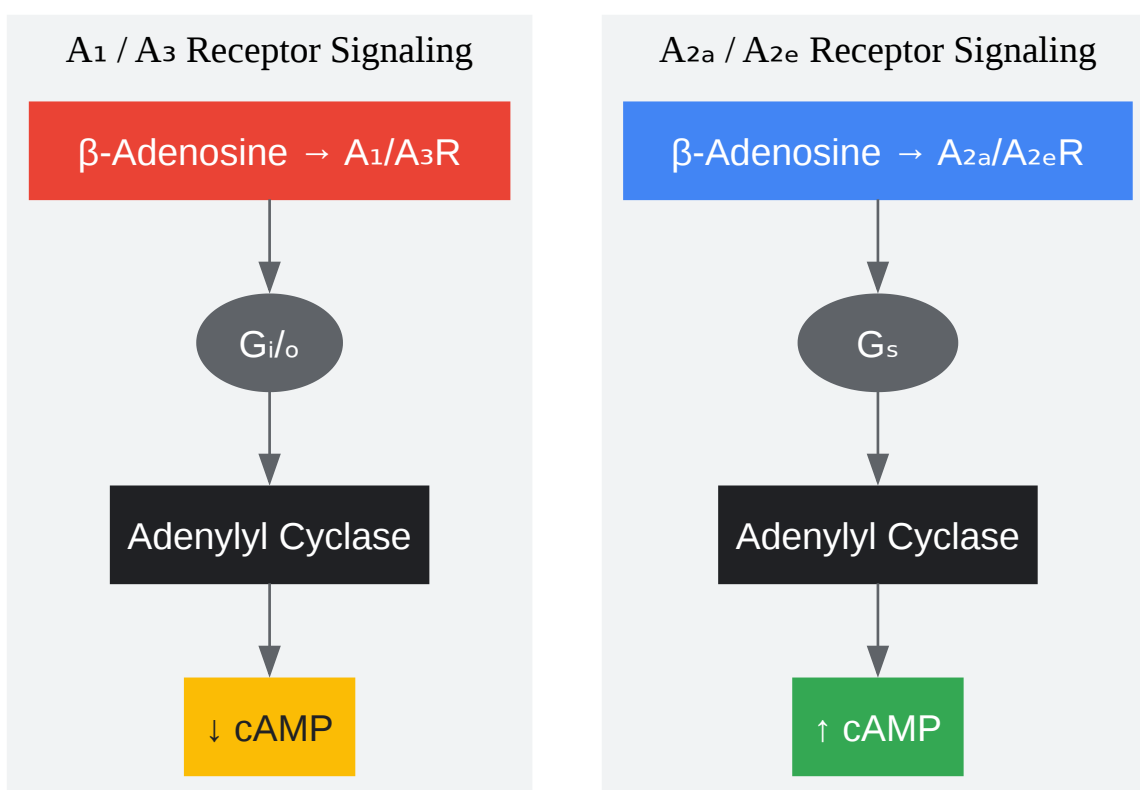 A₁ / A₃ Receptor Signaling
β-Adenosine → A₁/A₃R
Gᵢ/ₒ
Adenylyl Cyclase
↓ cAMP
A₂ₐ / A₂ₑ Receptor Signaling
β-Adenosine → A₂ₐ/A₂ₑR
Gₛ
Adenylyl Cyclase
↑ cAMP